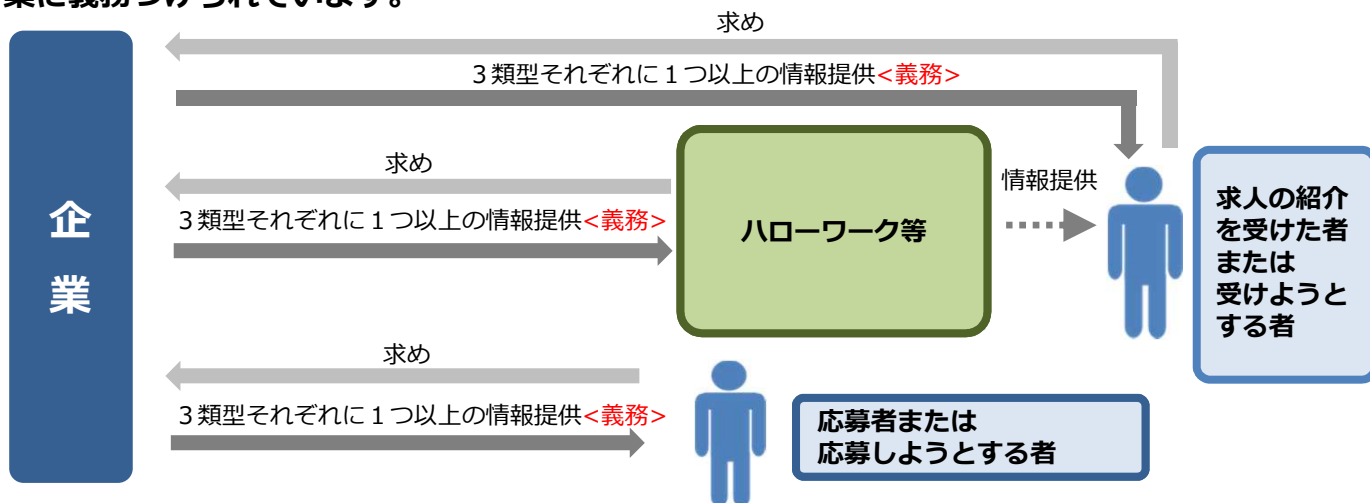 業に義務づけられています。
求め
３類型それぞれに１つ以上の情報提供<義務>
求め
３類型それぞれに１つ以上の情報提供<義務>
企業
ハローワーク等
情報提供
求人の紹介
を受けた者
または
受けようと
する者
求め
３類型それぞれに１つ以上の情報提供<義務>
応募者または
応募しようとする者